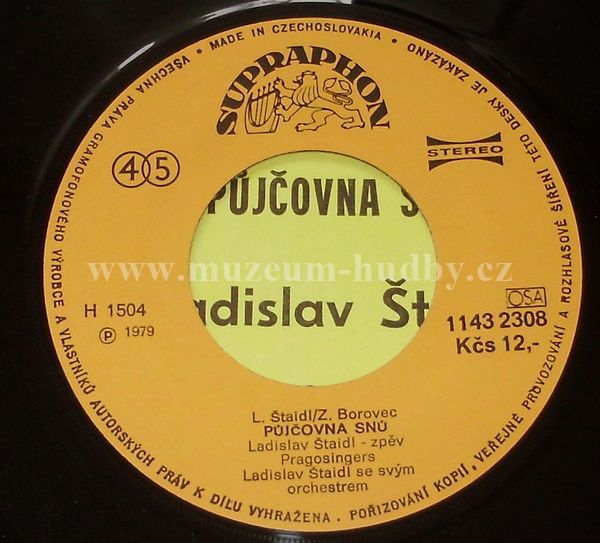 VŠECHNA PRÁVA GRAMOFONOVÉHO VÝROBCE A VLASTNÍKŮ AUTORSKÝCH PRÁV K DÍLU VYHRAŽENA . POŘIZOVÁNÍ KOPIÍ, VEŘEJNÉ PROVOZOVÁNÍ A ROZHLASOVÉ ŠÍŘENÍ TÉTO DESKY JE ZAKÁZÁNO • MADE IN CZECHOSLOVAKIA •
SUPRAPHON
45
STEREO
PŮJČOVNA S
www.muzeum-hudby.cz
adislav Št
H 1504
Ⓟ 1979
OSA
1143 2308
Kčs 12,-
L. Štaidl/Z. Borovec
PŮJČOVNA SNŮ
Ladislav Štaidl - zpěv
Pragosingers
Ladislav Štaidl se svým
orchestrem